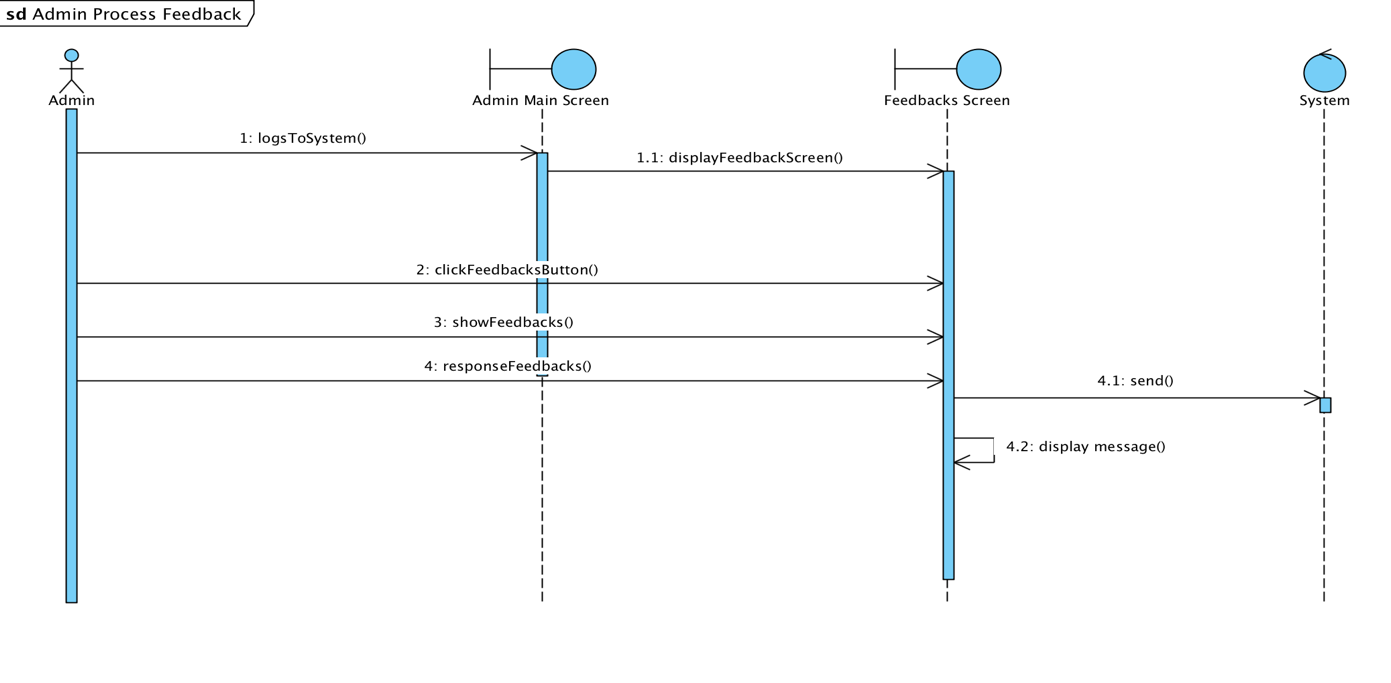 sd Admin Process Feedback
Admin
Admin Main Screen
Feedbacks Screen
System
1: logsToSystem()
1.1: displayFeedbackScreen()
2: clickFeedbacksButton()
3: showFeedbacks()
4: responseFeedbacks()
4.1: send()
4.2: display message()